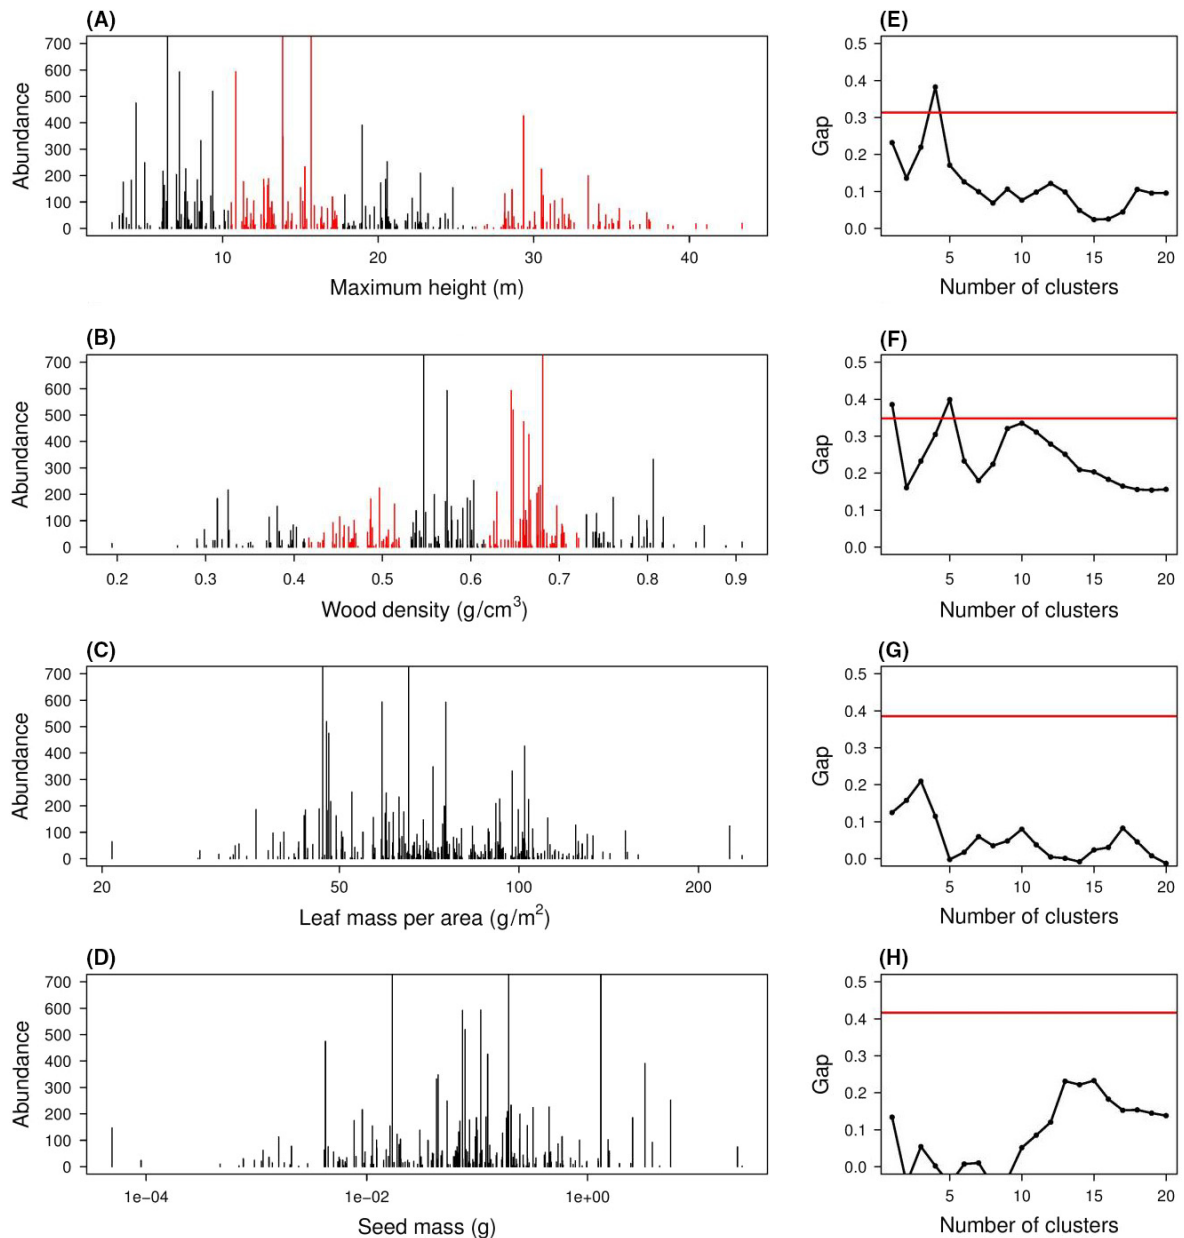 (A)
700
600
500
400
300
200
100
0
Abundance
10 20 30 40
Maximum height (m)
(E)
0.5
0.4
0.3
0.2
0.1
0.0
Gap
5 10 15 20
Number of clusters
(B)
700
600
500
400
300
200
100
0
Abundance
0.2 0.3 0.4 0.5 0.6 0.7 0.8 0.9
Wood density (g/cm³)
(F)
0.5
0.4
0.3
0.2
0.1
0.0
Gap
5 10 15 20
Number of clusters
(C)
700
600
500
400
300
200
100
0
Abundance
20 50 100 200
Leaf mass per area (g/m²)
(G)
0.5
0.4
0.3
0.2
0.1
0.0
Gap
5 10 15 20
Number of clusters
(D)
700
600
500
400
300
200
100
0
Abundance
1e−04 1e−02 1e+00
Seed mass (g)
(H)
0.5
0.4
0.3
0.2
0.1
0.0
Gap
5 10 15 20
Number of clusters